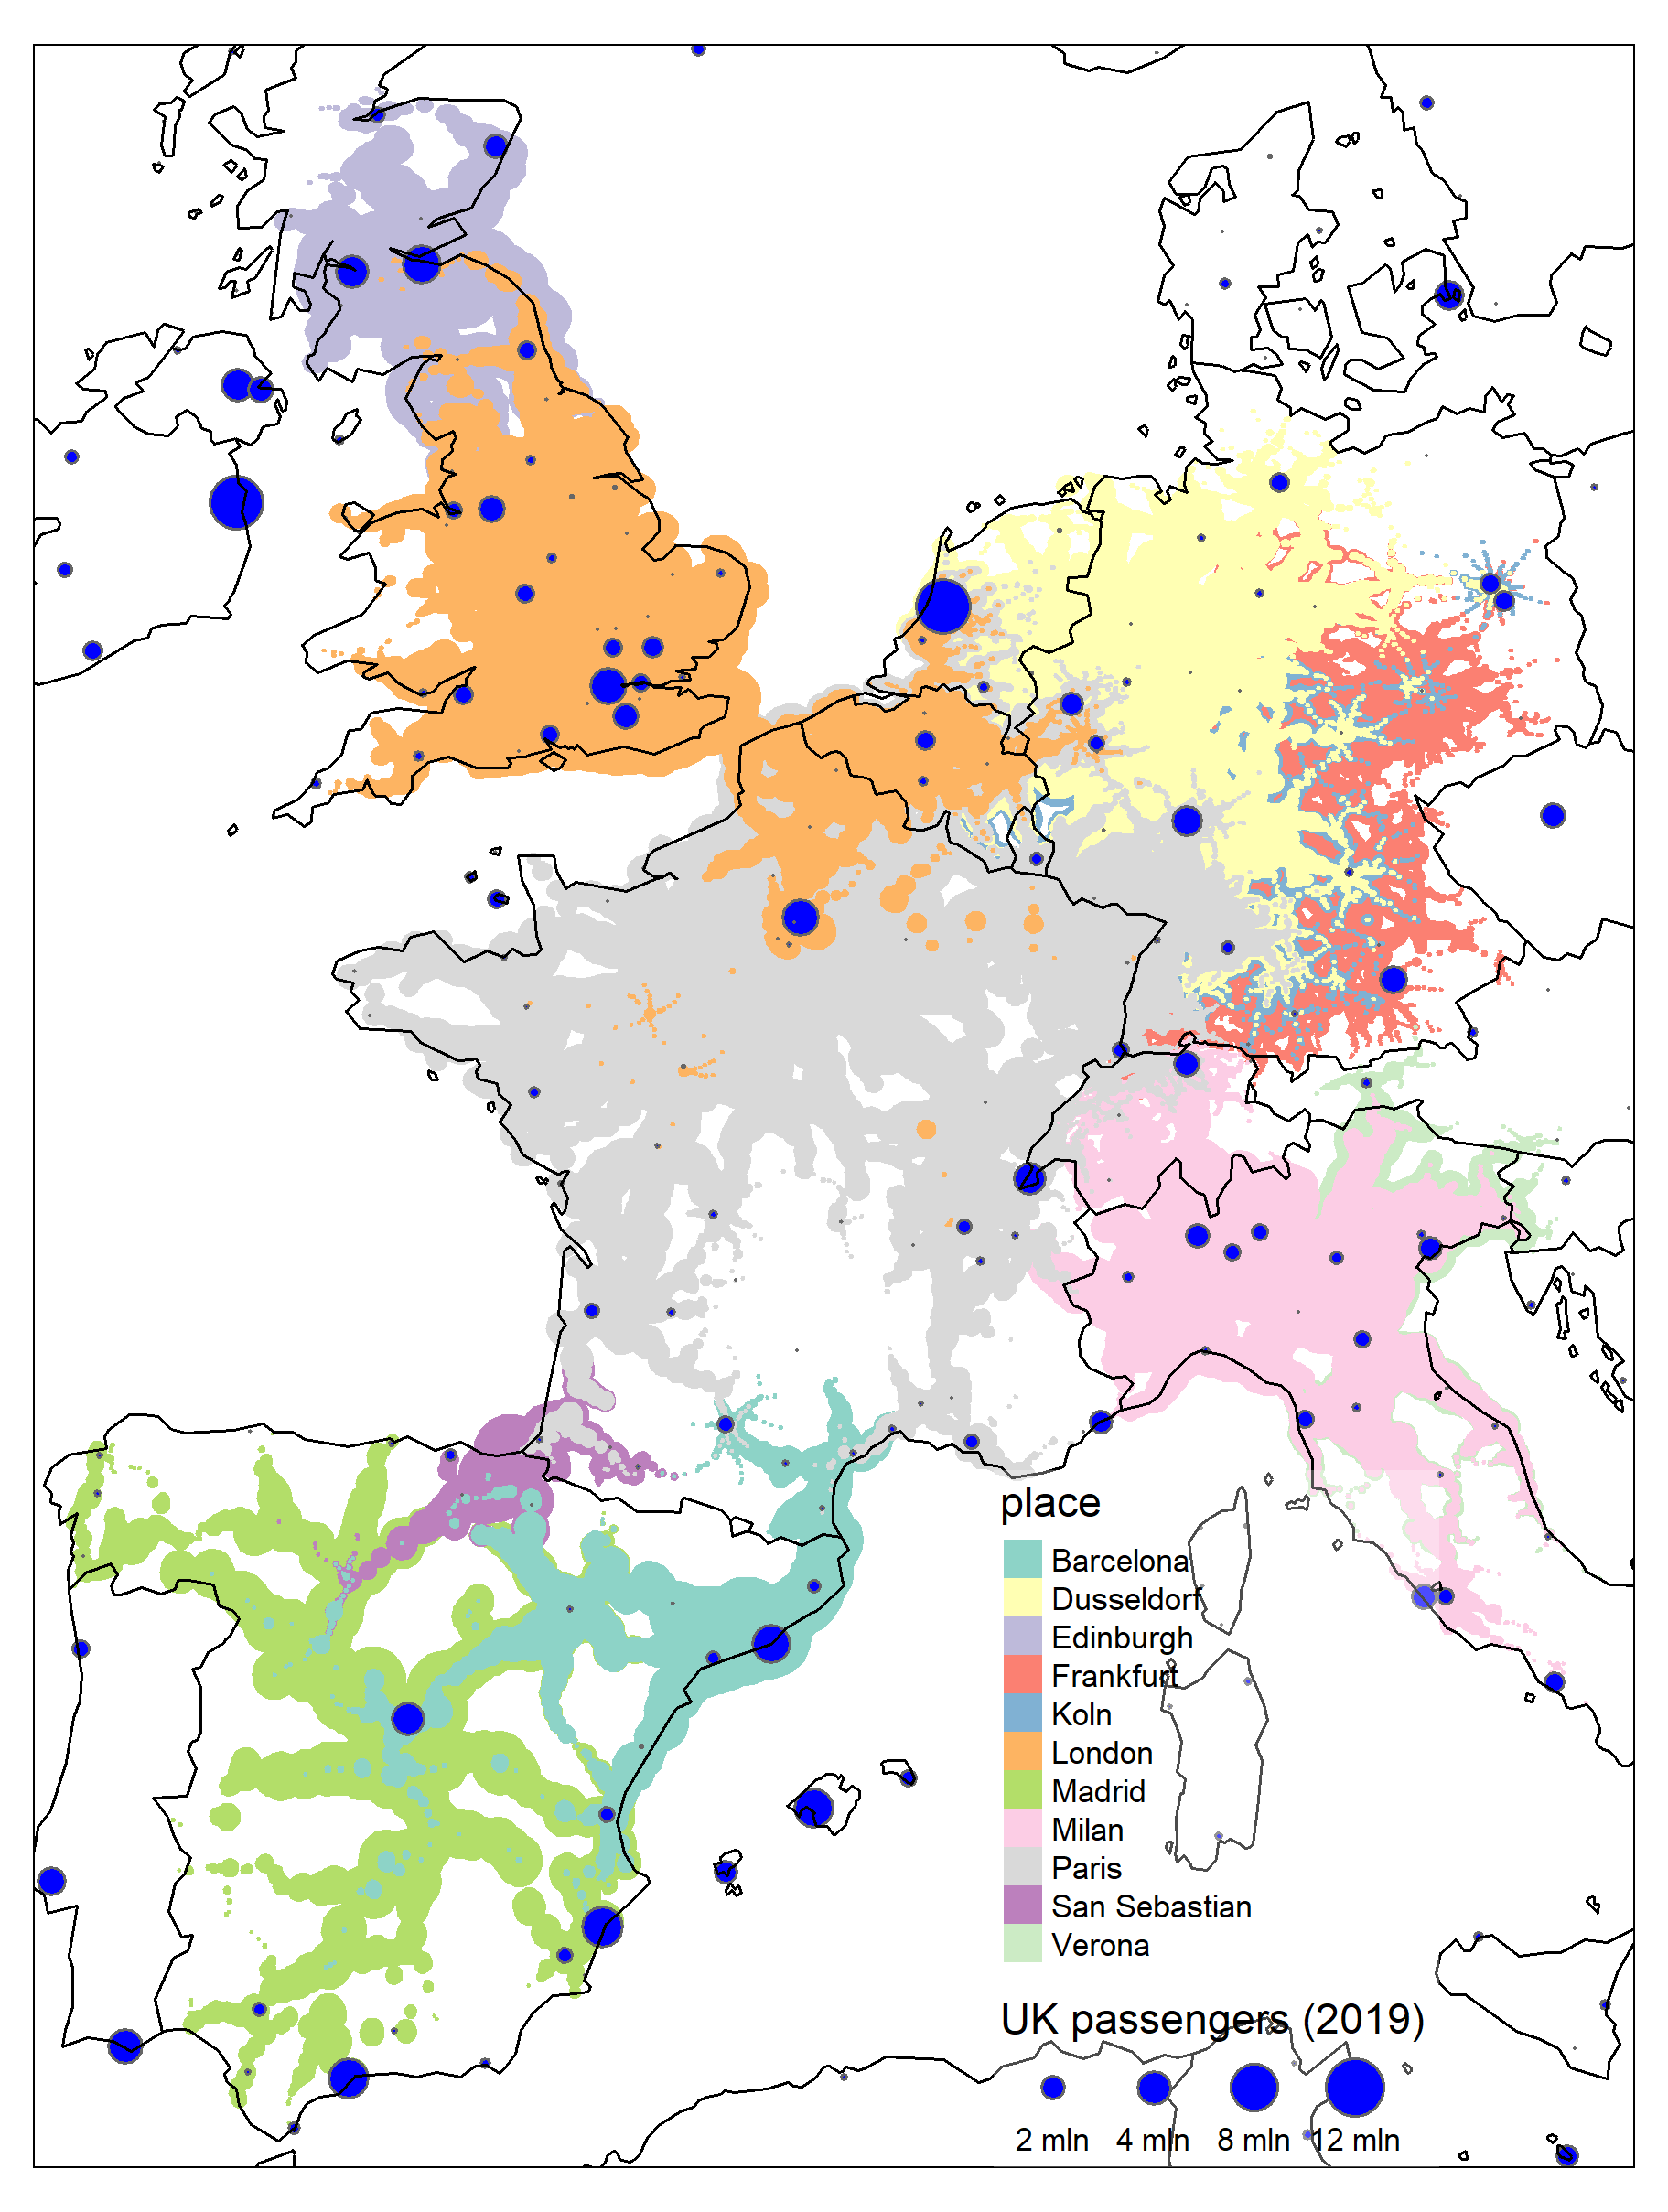 place
Barcelona
Dusseldorf
Edinburgh
Frankfurt
Koln
London
Madrid
Milan
Paris
San Sebastian
Verona
UK passengers (2019)
2 mln 4 mln 8 mln 12 mln